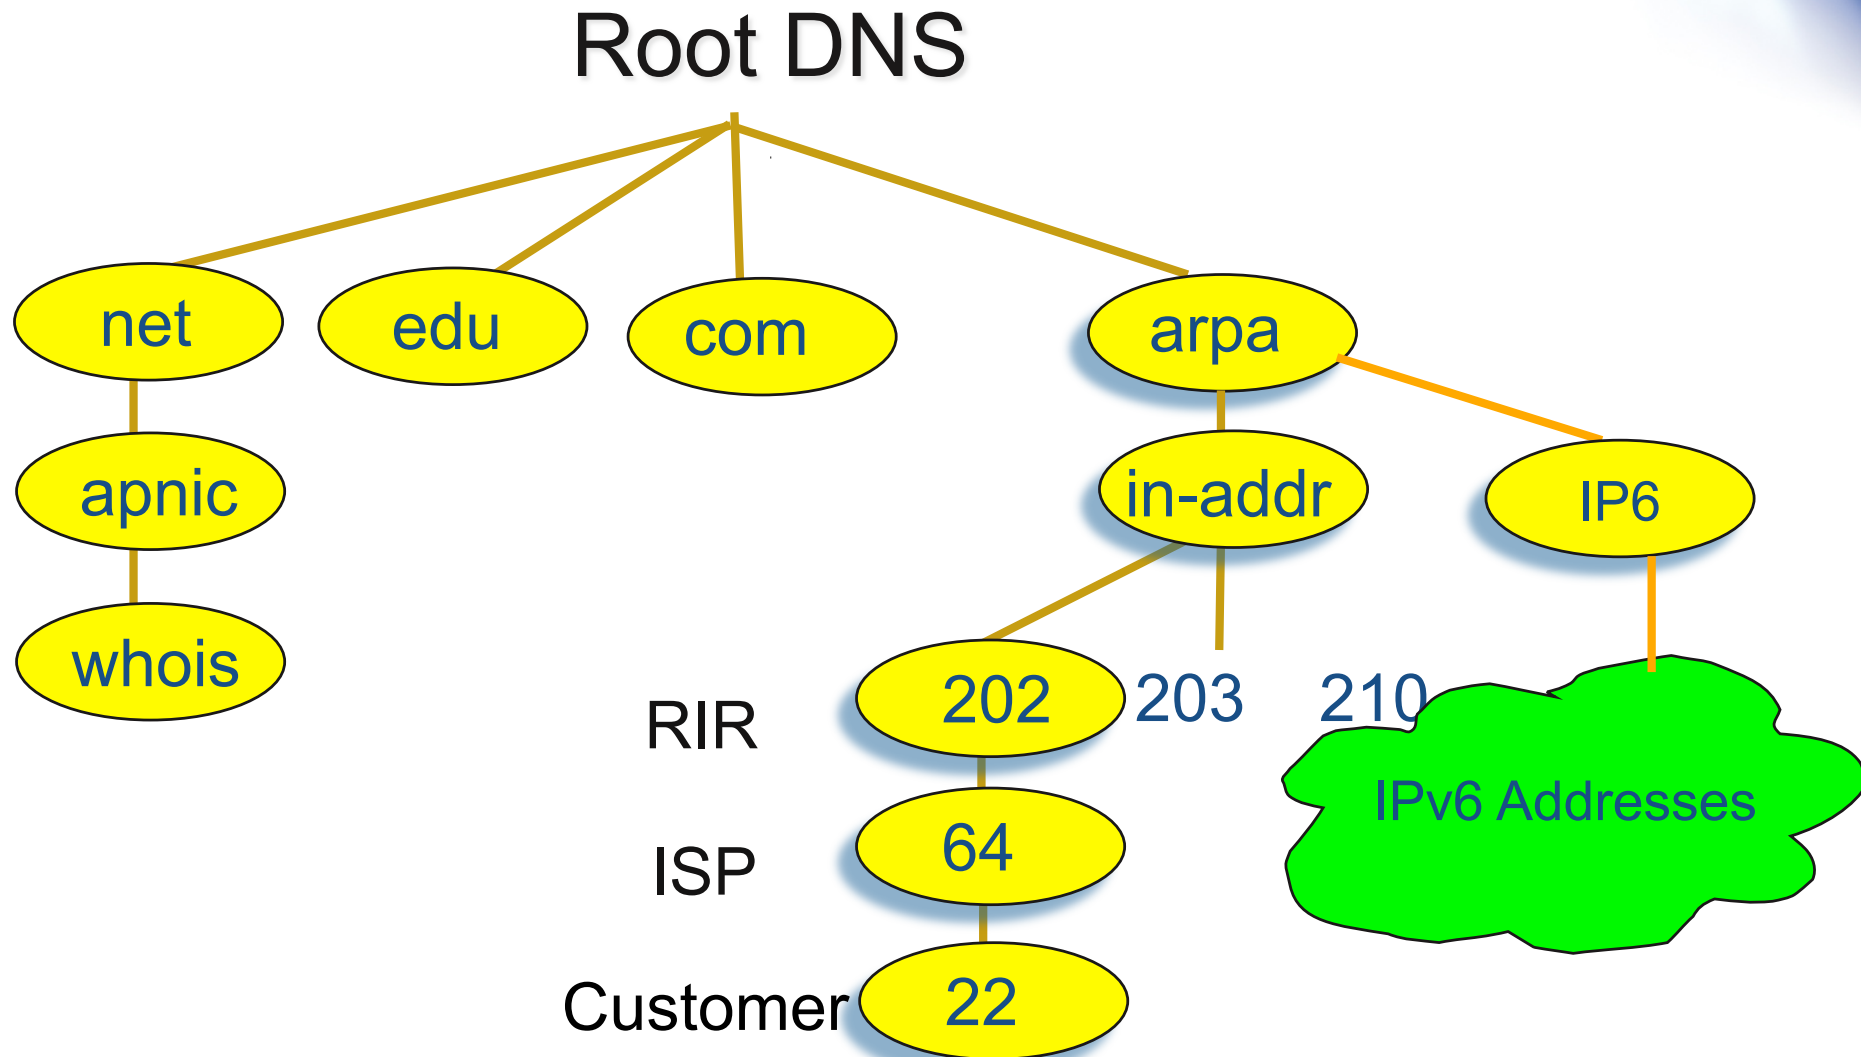 Root DNS
net
edu
com
arpa
apnic
in-addr
IP6
whois
RIR
202
203
210
IPv6 Addresses
ISP
64
Customer
22